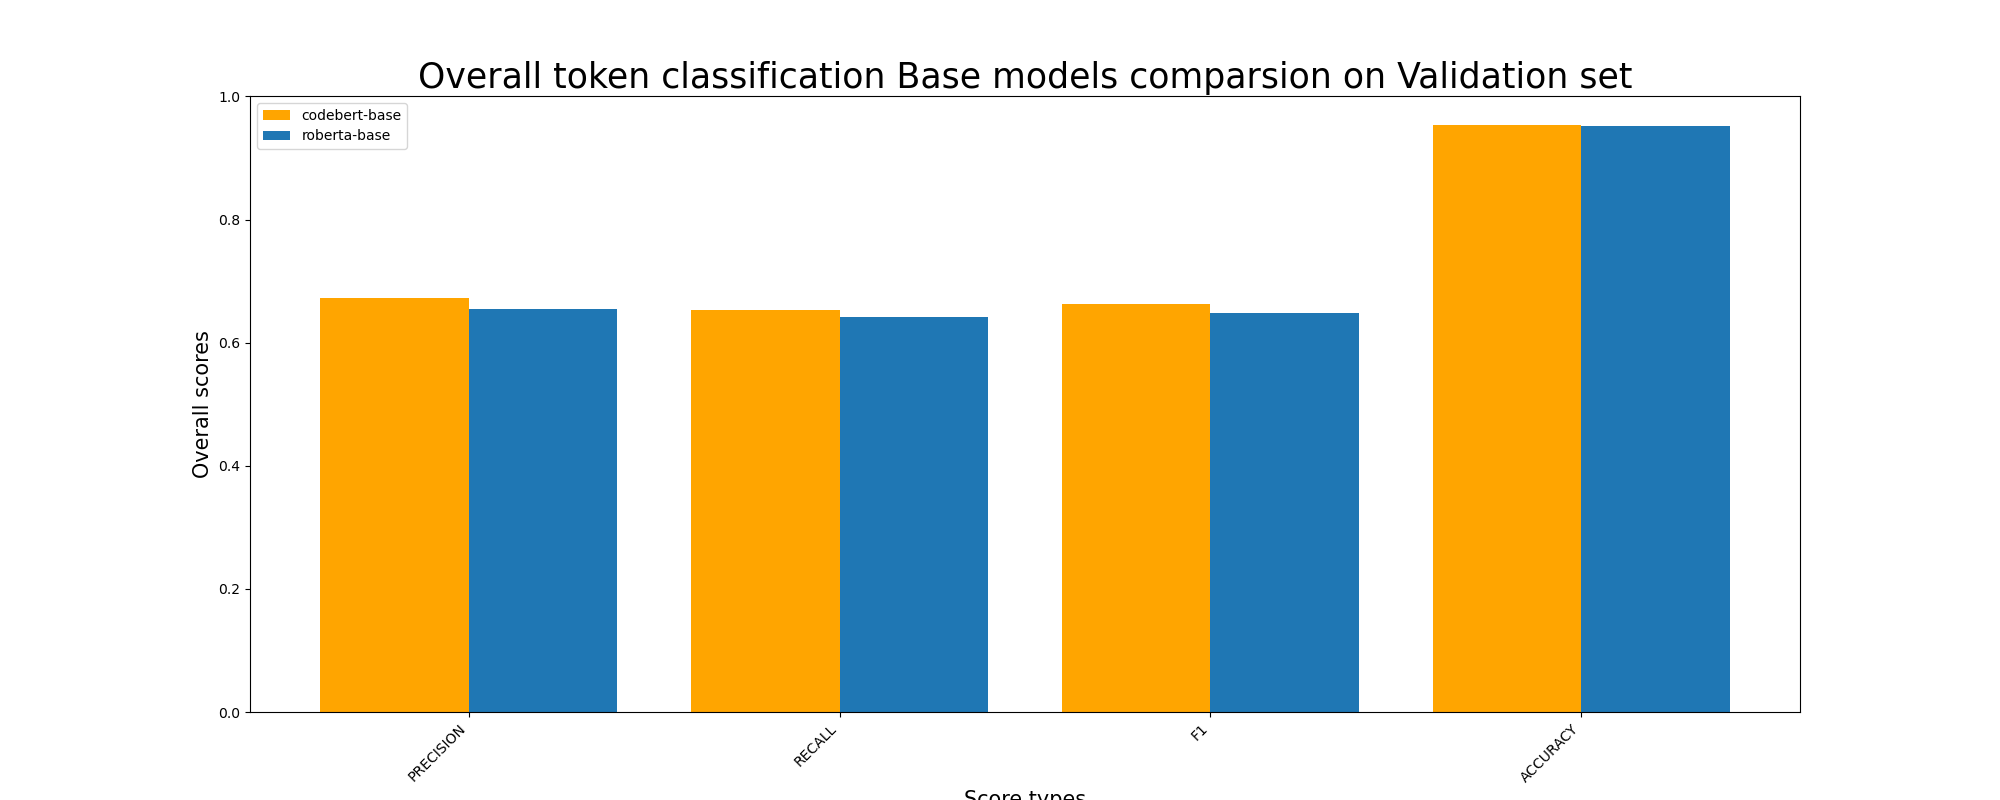 Overall token classification Base models comparsion on Validation set
codebert-base
roberta-base
1.0
0.8
0.6
0.4
0.2
0.0
Overall scores
PRECISION
RECALL
F1
ACCURACY
Score types